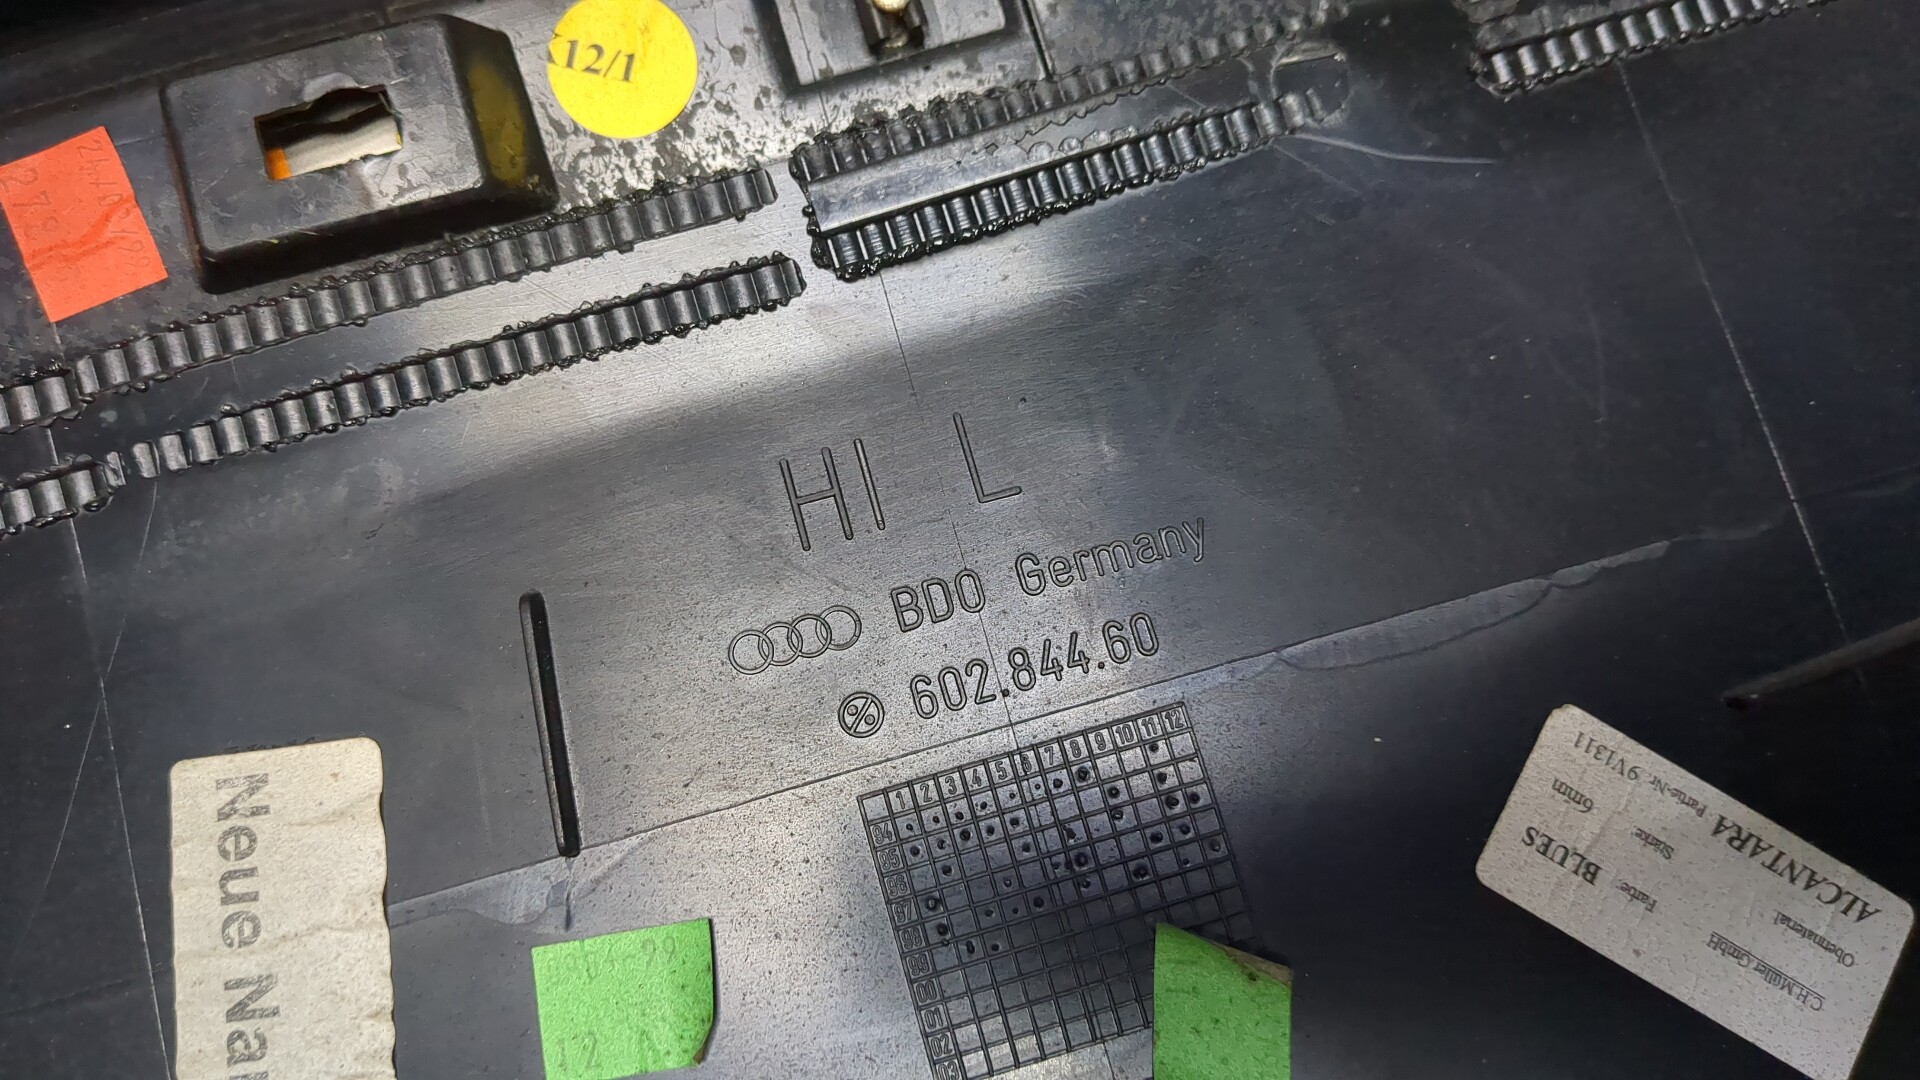 K12/1
HI L
BDO Germany
602.844.60
1 2 3 4 5 6 7 8 9 10 11 12
94
95
96
97
98
99
00
01
02
03
Neue
12
C.H.Müller GmbH
Obermaterial
ALCANTARA Partie-Nr. 9V1311
Farbe BLUES
Stärke 6mm